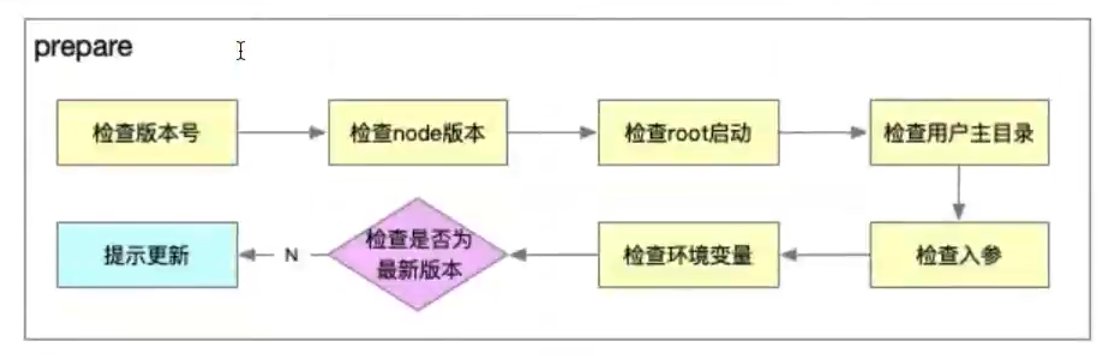 prepare
检查版本号
检查node版本
检查root启动
检查用户主目录
检查入参
检查环境变量
检查是否为
最新版本
N
提示更新